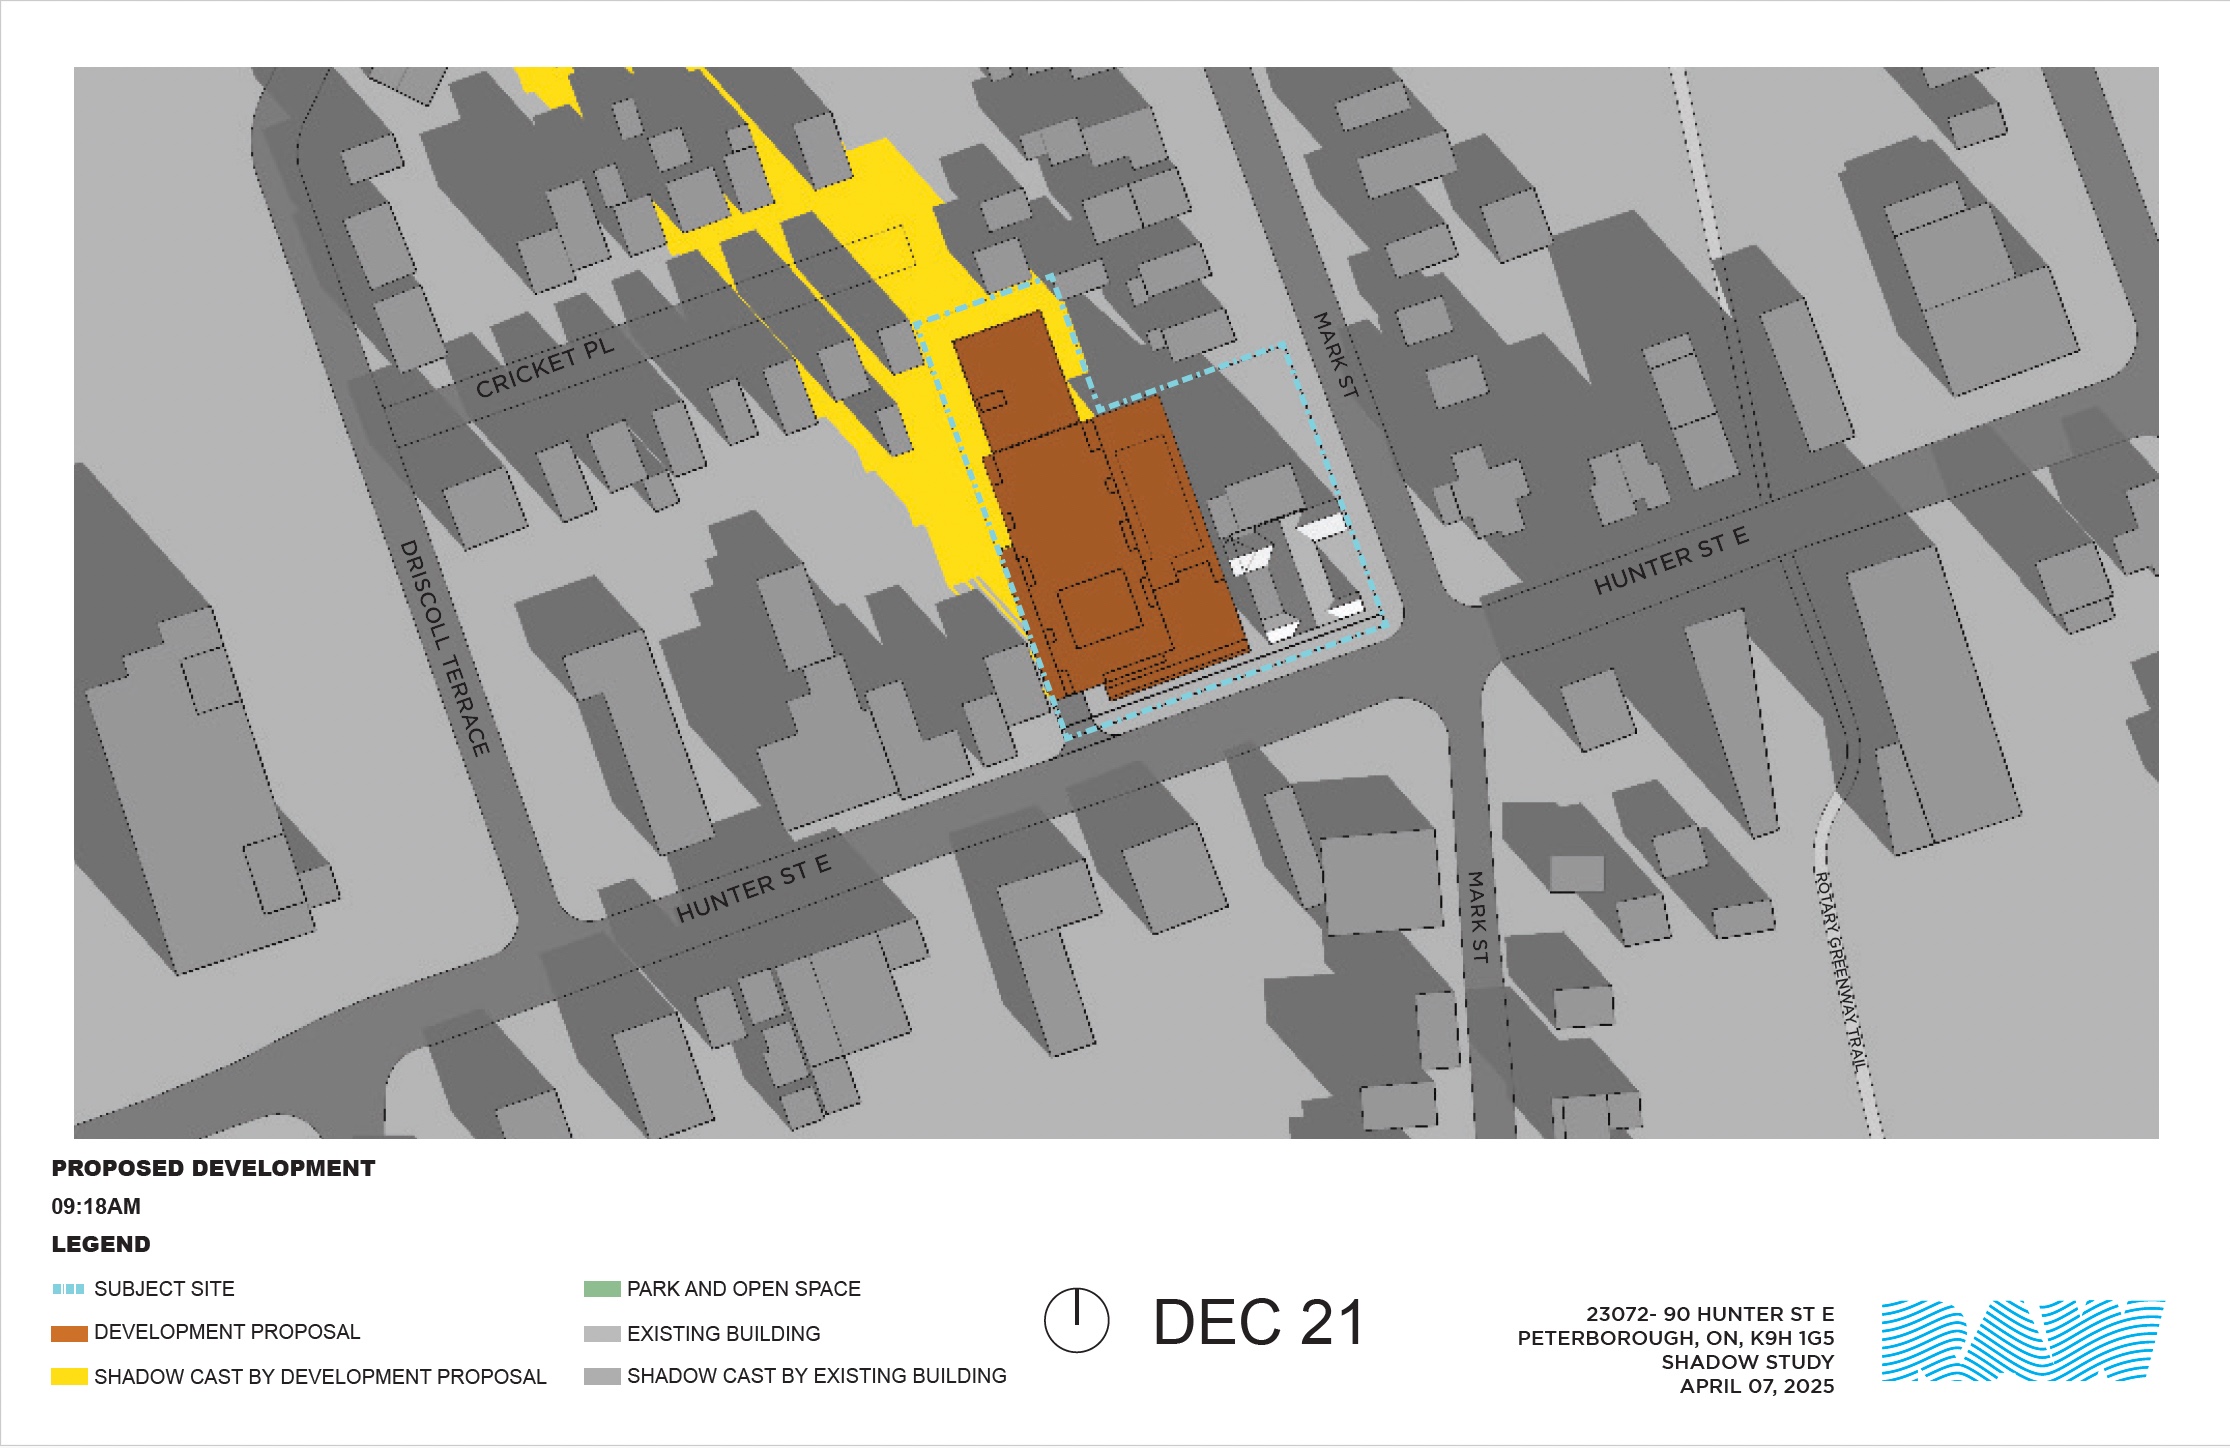 MARK ST
CRICKET PL
HUNTER ST E
DRISCOLL TERRACE
HUNTER ST E
MARK ST
ROTARY GREENWAY TRAIL
PROPOSED DEVELOPMENT
09:18AM
LEGEND
SUBJECT SITE
DEVELOPMENT PROPOSAL
SHADOW CAST BY DEVELOPMENT PROPOSAL
PARK AND OPEN SPACE
EXISTING BUILDING
SHADOW CAST BY EXISTING BUILDING
DEC 21
23072- 90 HUNTER ST E
PETERBOROUGH, ON, K9H 1G5
SHADOW STUDY
APRIL 07, 2025